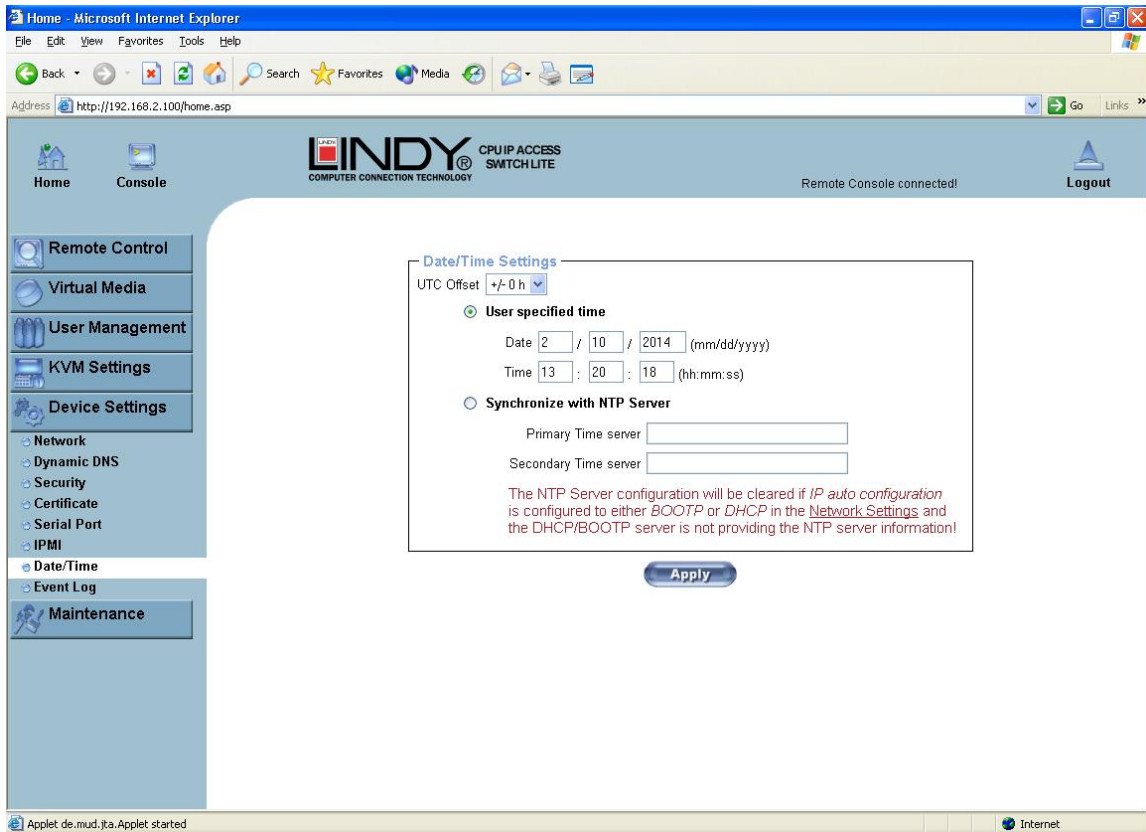 Home - Microsoft Internet Explorer
File Edit View Favorites Tools Help
Back Search Favorites Media
Address http://192.168.2.100/home.asp Go Links »
Home Console
LINDY LINDY® CPU IP ACCESS
COMPUTER CONNECTION TECHNOLOGY SWITCH LITE
Remote Console connected!
Logout
Remote Control
Virtual Media
User Management
KVM Settings
Device Settings
Network
Dynamic DNS
Security
Certificate
Serial Port
IPMI
Date/Time
Event Log
Maintenance
Date/Time Settings
UTC Offset +/- 0 h
User specified time
Date 2 / 10 / 2014 (mm/dd/yyyy)
Time 13 : 20 : 18 (hh:mm:ss)
Synchronize with NTP Server
Primary Time server
Secondary Time server
The NTP Server configuration will be cleared if IP auto configuration
is configured to either BOOTP or DHCP in the Network Settings and
the DHCP/BOOTP server is not providing the NTP server information!
Apply
Applet de.mud.jta.Applet started Internet